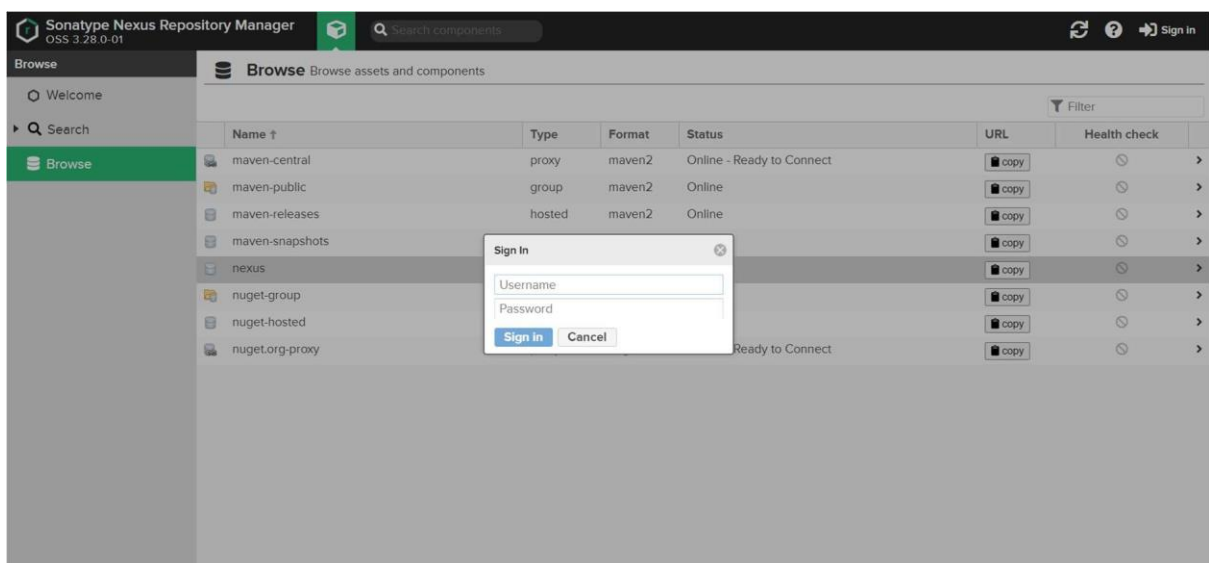 Sonatype Nexus Repository Manager
OSS 3.28.0-01
Search components
Sign in
Browse
Welcome
Search
Browse
Browse Browse assets and components
Filter
Name ↑ Type Format Status URL Health check
maven-central proxy maven2 Online - Ready to Connect copy
maven-public group maven2 Online copy
maven-releases hosted maven2 Online copy
maven-snapshots copy
nexus copy
nuget-group copy
nuget-hosted copy
nuget.org-proxy Ready to Connect copy
Sign In
Username
Password
Sign in Cancel